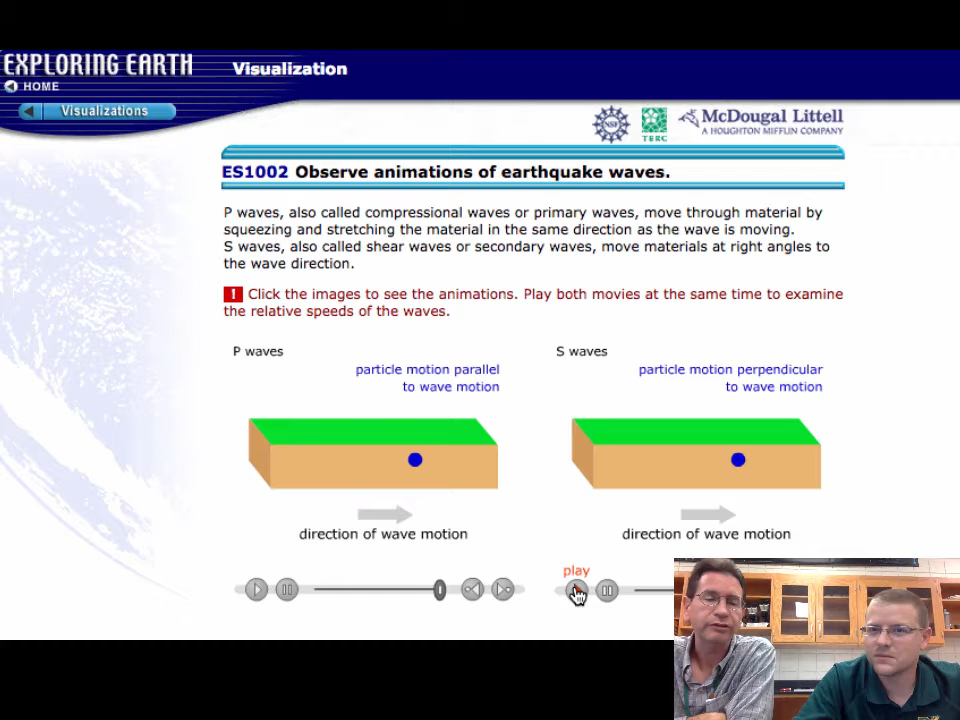 EXPLORING EARTH
Visualization
HOME
Visualizations
NSF
TERC
McDougal Littell
A HOUGHTON MIFFLIN COMPANY
ES1002 Observe animations of earthquake waves.
P waves, also called compressional waves or primary waves, move through material by
squeezing and stretching the material in the same direction as the wave is moving.
S waves, also called shear waves or secondary waves, move materials at right angles to
the wave direction.
! Click the images to see the animations. Play both movies at the same time to examine
the relative speeds of the waves.
P waves
particle motion parallel
to wave motion
direction of wave motion
S waves
particle motion perpendicular
to wave motion
direction of wave motion
play